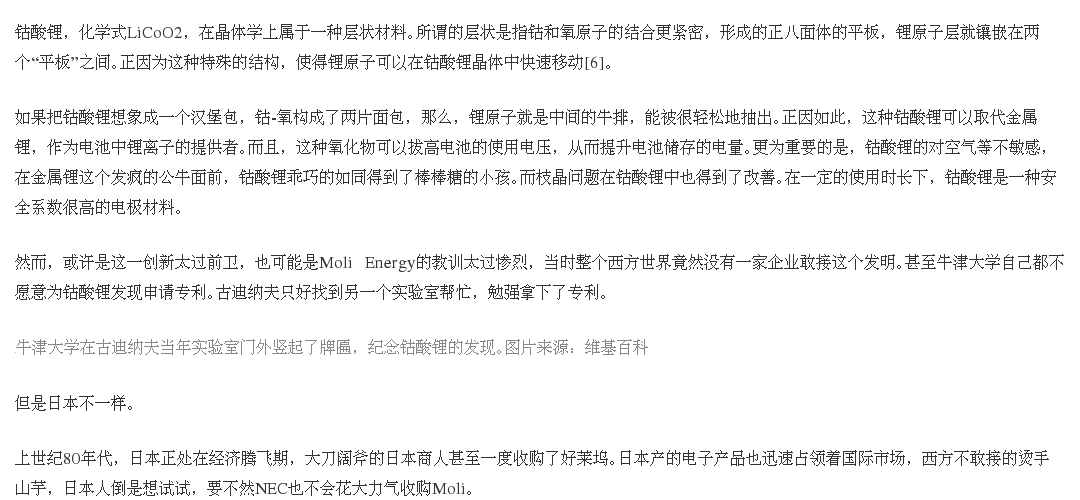 钴酸锂，化学式LiCoO2，在晶体学上属于一种层状材料。所谓的层状是指钴和氧原子的结合更紧密，形成的正八面体的平板，锂原子层就镶嵌在两
个“平板”之间。正因为这种特殊的结构，使得锂原子可以在钴酸锂晶体中快速移动[6]。
如果把钴酸锂想象成一个汉堡包，钴-氧构成了两片面包，那么，锂原子就是中间的牛排，能被很轻松地抽出。正因如此，这种钴酸锂可以取代金属
锂，作为电池中锂离子的提供者。而且，这种氧化物可以拔高电池的使用电压，从而提升电池储存的电量。更为重要的是，钴酸锂的对空气等不敏感，
在金属锂这个发疯的公牛面前，钴酸锂乖巧的如同得到了棒棒糖的小孩。而枝晶问题在钴酸锂中也得到了改善。在一定的使用时长下，钴酸锂是一种安
全系数很高的电极材料。
然而，或许是这一创新太过前卫，也可能是Moli Energy的教训太过惨烈，当时整个西方世界竟然没有一家企业敢接这个发明。甚至牛津大学自己都不
愿意为钴酸锂发现申请专利。古迪纳夫只好找到另一个实验室帮忙，勉强拿下了专利。
牛津大学在古迪纳夫当年实验室门外竖起了牌匾，纪念钴酸锂的发现。图片来源：维基百科
但是日本不一样。
上世纪80年代，日本正处在经济腾飞期，大刀阔斧的日本商人甚至一度收购了好莱坞。日本产的电子产品也迅速占领着国际市场，西方不敢接的烫手
山芋，日本人倒是想试试，要不然NEC也不会花大力气收购Moli。